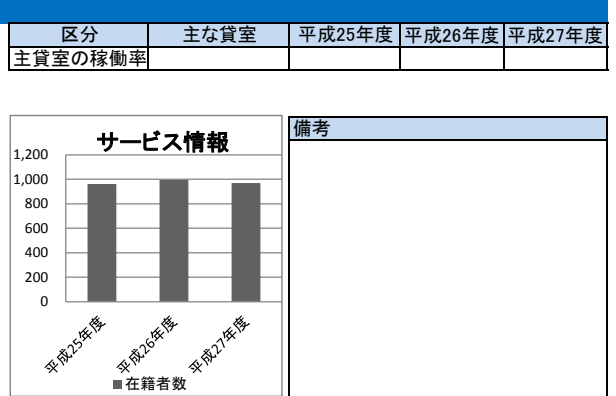 区分 主な貸室 平成25年度 平成26年度 平成27年度
主貸室の稼働率
サービス情報
1,200
1,000
800
600
400
200
0
平成25年度 平成26年度 平成27年度
■在籍者数
備考